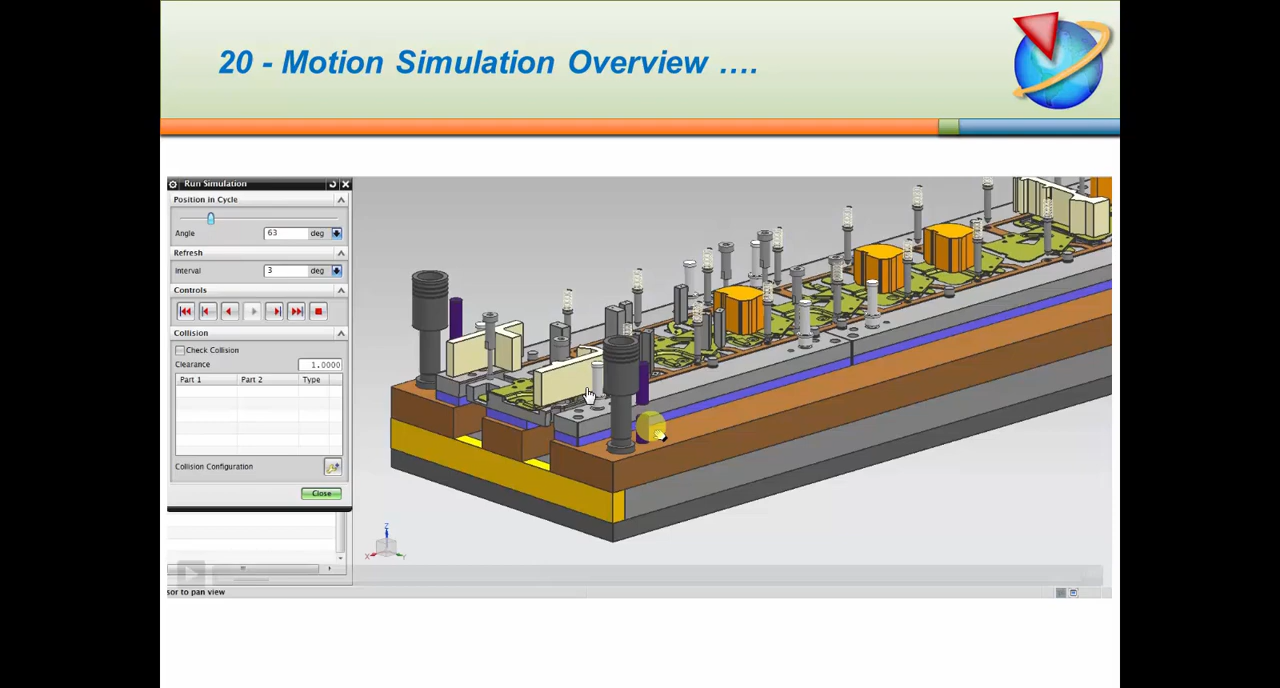 20 - Motion Simulation Overview ....
Run Simulation
Position in Cycle
Angle 63 deg
Refresh
Interval 3 deg
Controls
Collision
Check Collision
Clearance 1.0000
Part 1 Part 2 Type
Collision Configuration
Close
Z
X Y
sor to pan view